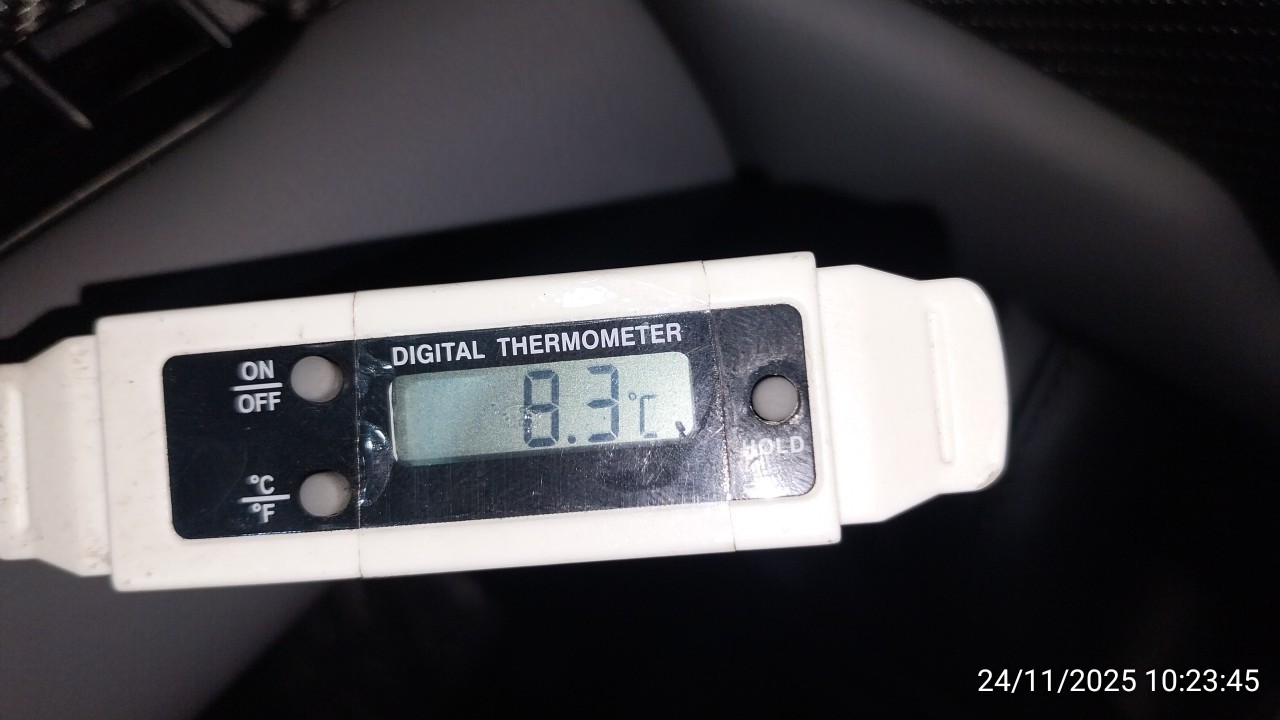 DIGITAL THERMOMETER
ON
OFF
8.3°C
HOLD
°C
°F
24/11/2025 10:23:45